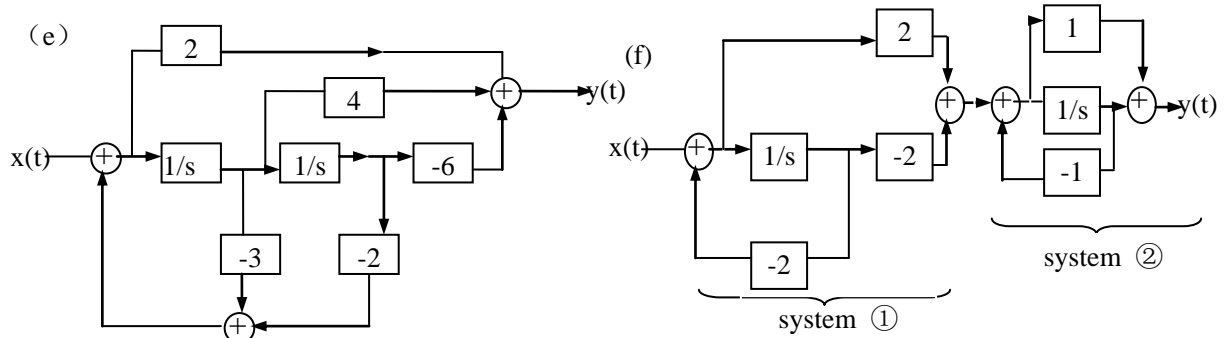 （e）
2
4
x(t)
+
1/s
1/s
-6
+
y(t)
-3
-2
+
(f)
2
x(t)
+
1/s
-2
+
-2
system ①
+
1
1/s
+
y(t)
-1
system ②